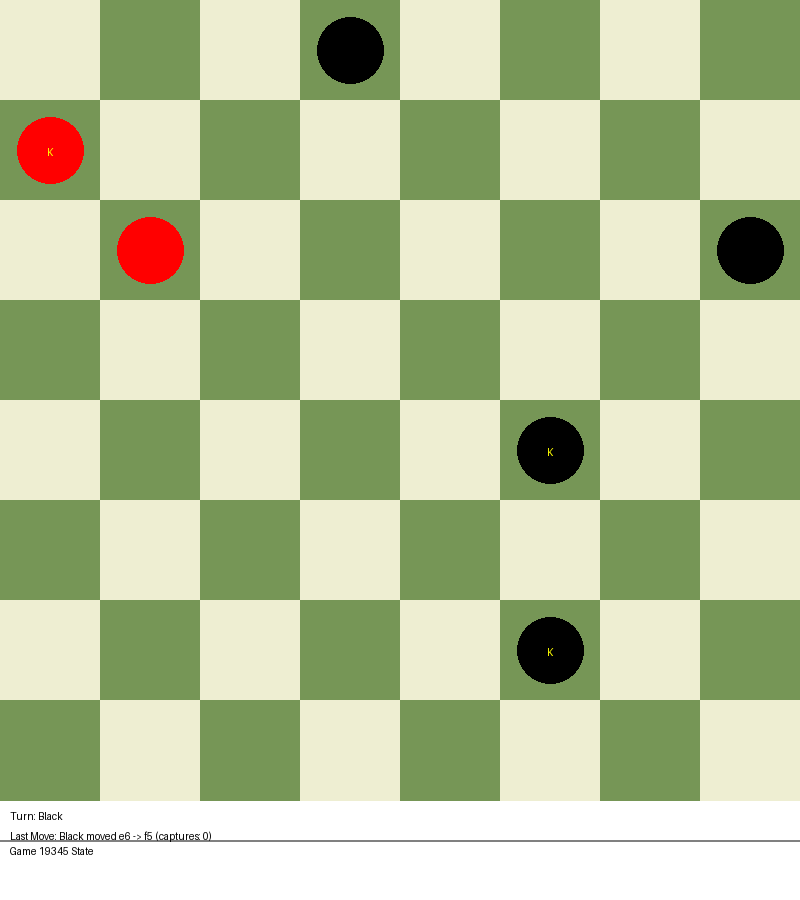 K
K
K
Turn: Black
Last Move: Black moved e6 -> f5 (captures: 0)
Game 19345 State